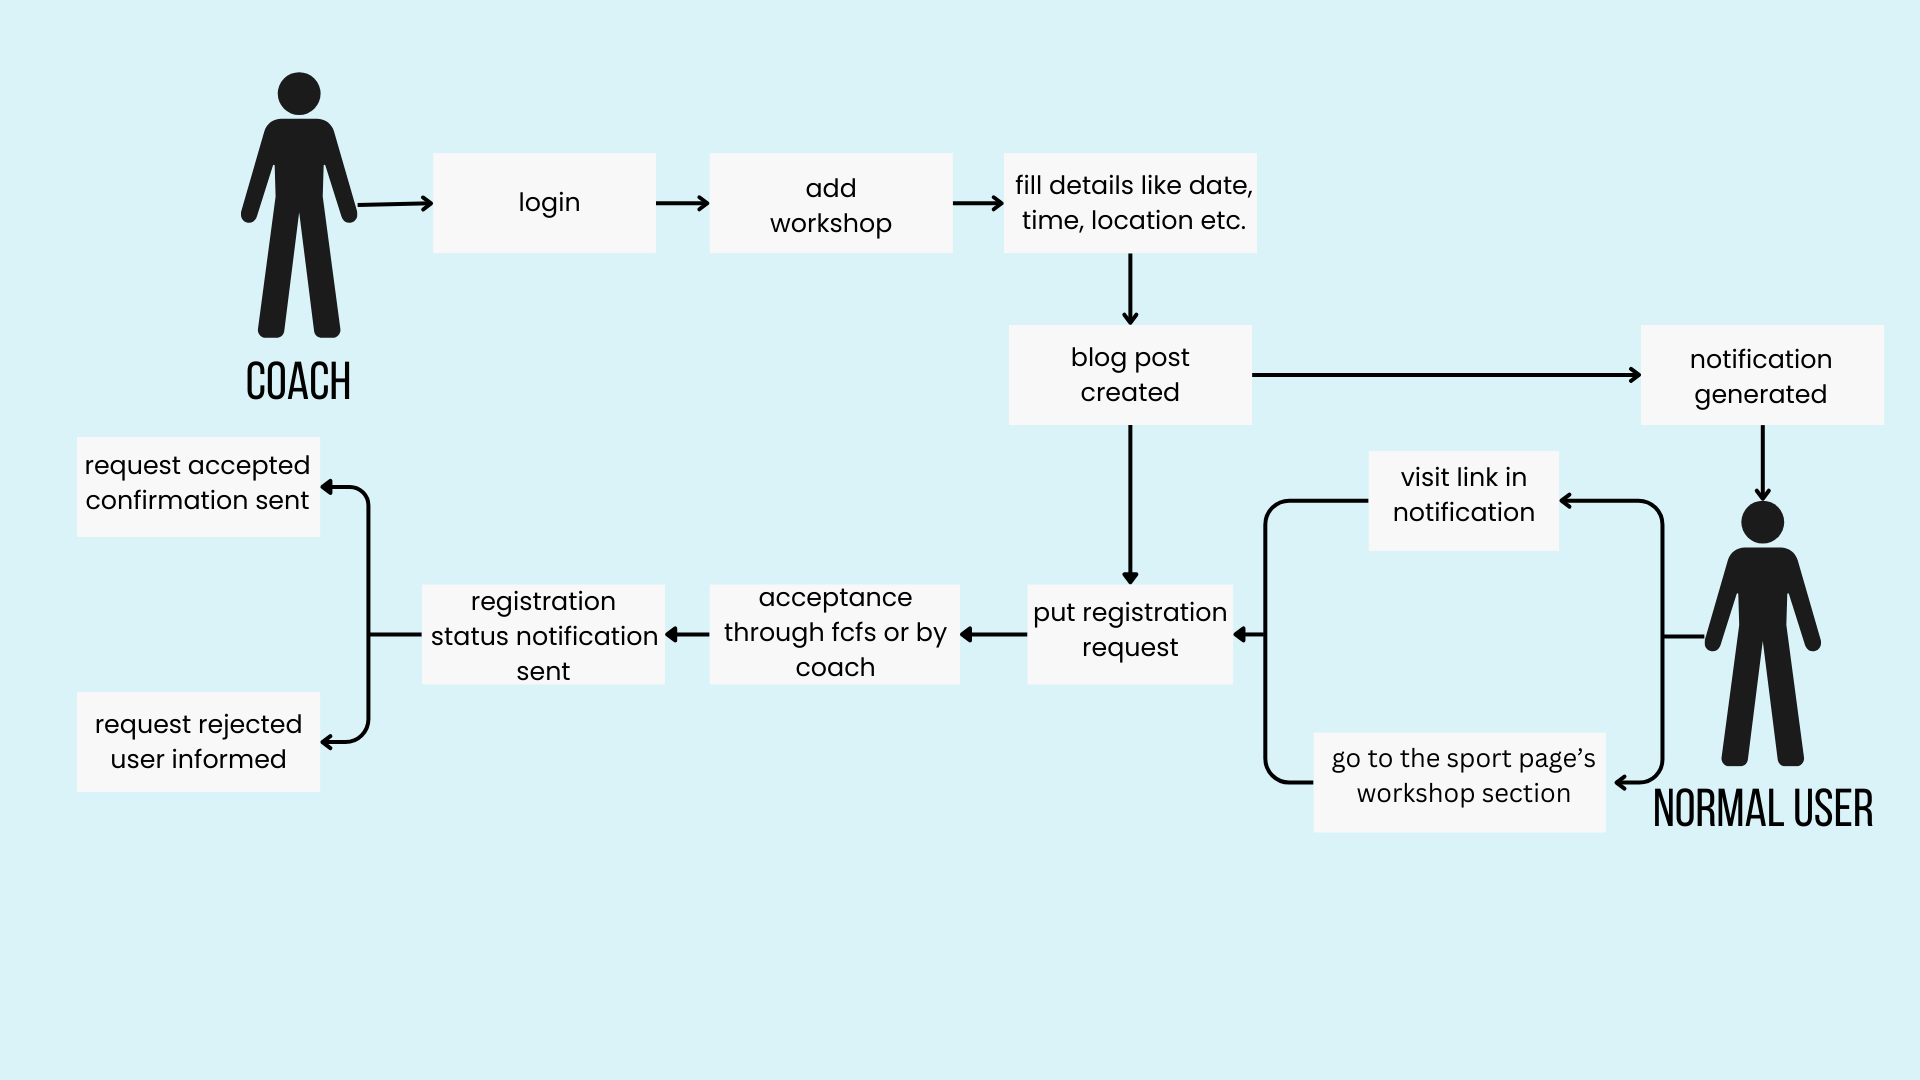 login
add
workshop
fill details like date,
time, location etc.
COACH
blog post
created
notification
generated
request accepted
confirmation sent
visit link in
notification
registration
status notification
sent
acceptance
through fcfs or by
coach
put registration
request
request rejected
user informed
go to the sport page’s
workshop section
NORMAL USER